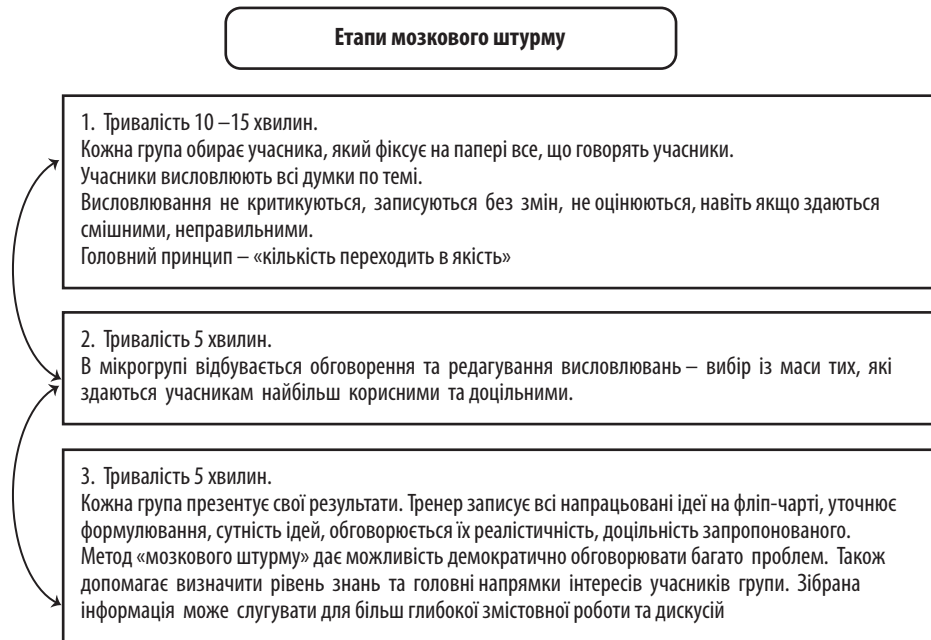 Етапи мозкового штурму
1. Тривалість 10 –15 хвилин.
Кожна група обирає учасника, який фіксує на папері все, що говорять учасники.
Учасники висловлюють всі думки по темі.
Висловлювання не критикуються, записуються без змін, не оцінюються, навіть якщо здаються
смішними, неправильними.
Головний принцип – «кількість переходить в якість»
2. Тривалість 5 хвилин.
В мікрогрупі відбувається обговорення та редагування висловлювань – вибір із маси тих, які
здаються учасникам найбільш корисними та доцільними.
3. Тривалість 5 хвилин.
Кожна група презентує свої результати. Тренер записує всі напрацьовані ідеї на фліп-чарті, уточнює
формулювання, сутність ідей, обговорюється їх реалістичність, доцільність запропонованого.
Метод «мозкового штурму» дає можливість демократично обговорювати багато проблем. Також
допомагає визначити рівень знань та головні напрямки інтересів учасників групи. Зібрана
інформація може слугувати для більш глибокої змістовної роботи та дискусій